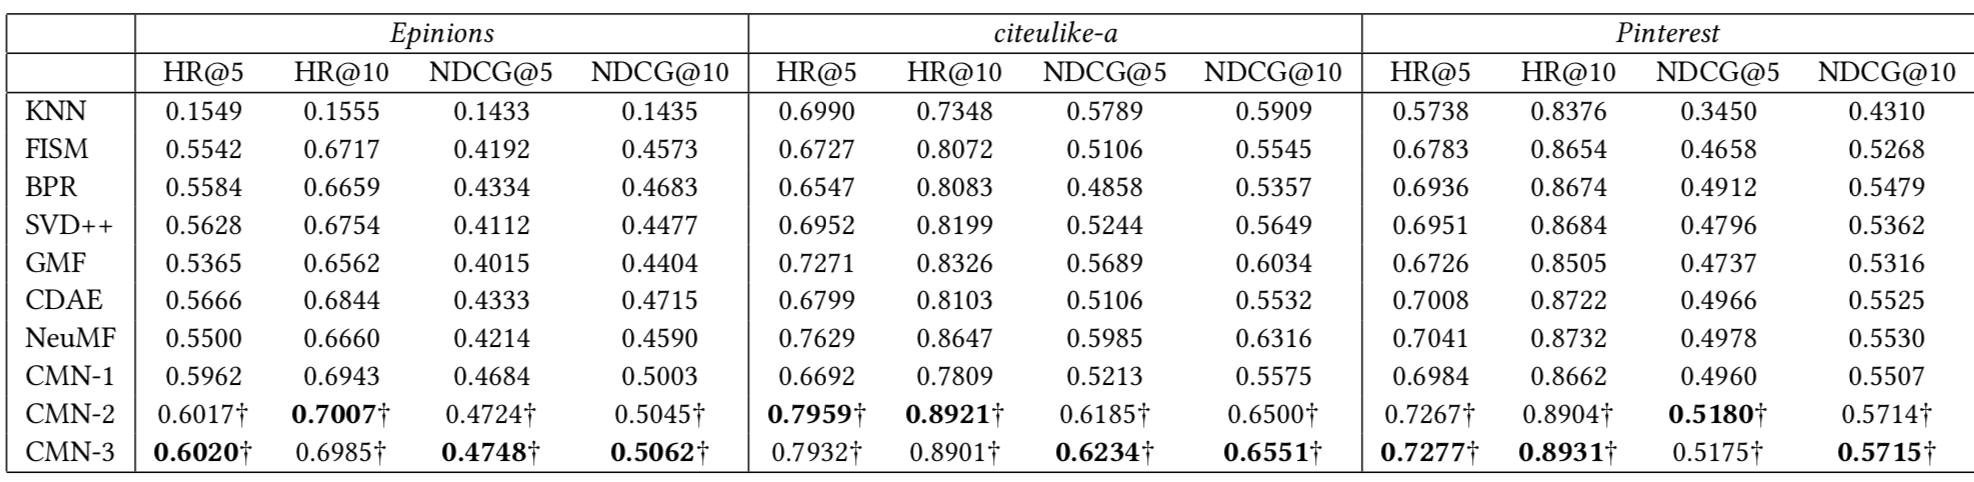 Epinions citeulike-a Pinterest
HR@5 HR@10 NDCG@5 NDCG@10 HR@5 HR@10 NDCG@5 NDCG@10 HR@5 HR@10 NDCG@5 NDCG@10
KNN 0.1549 0.1555 0.1433 0.1435 0.6990 0.7348 0.5789 0.5909 0.5738 0.8376 0.3450 0.4310
FISM 0.5542 0.6717 0.4192 0.4573 0.6727 0.8072 0.5106 0.5545 0.6783 0.8654 0.4658 0.5268
BPR 0.5584 0.6659 0.4334 0.4683 0.6547 0.8083 0.4858 0.5357 0.6936 0.8674 0.4912 0.5479
SVD++ 0.5628 0.6754 0.4112 0.4477 0.6952 0.8199 0.5244 0.5649 0.6951 0.8684 0.4796 0.5362
GMF 0.5365 0.6562 0.4015 0.4404 0.7271 0.8326 0.5689 0.6034 0.6726 0.8505 0.4737 0.5316
CDAE 0.5666 0.6844 0.4333 0.4715 0.6799 0.8103 0.5106 0.5532 0.7008 0.8722 0.4966 0.5525
NeuMF 0.5500 0.6660 0.4214 0.4590 0.7629 0.8647 0.5985 0.6316 0.7041 0.8732 0.4978 0.5530
CMN-1 0.5962 0.6943 0.4684 0.5003 0.6692 0.7809 0.5213 0.5575 0.6984 0.8662 0.4960 0.5507
CMN-2 0.6017† 0.7007† 0.4724† 0.5045† 0.7959† 0.8921† 0.6185† 0.6500† 0.7267† 0.8904† 0.5180† 0.5714†
CMN-3 0.6020† 0.6985† 0.4748† 0.5062† 0.7932† 0.8901† 0.6234† 0.6551† 0.7277† 0.8931† 0.5175† 0.5715†